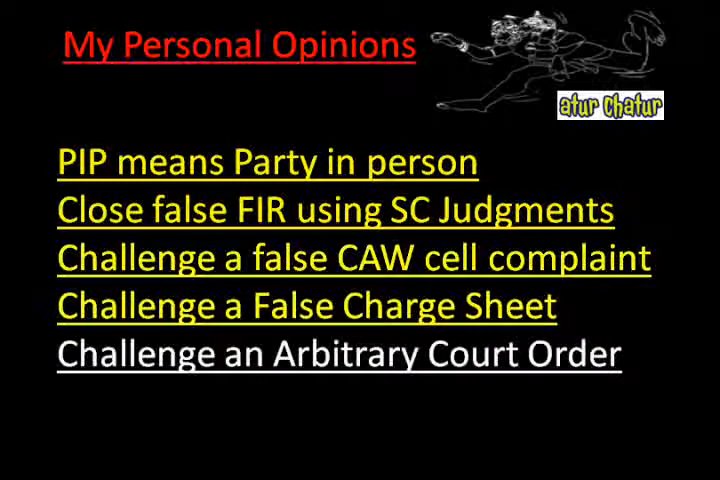 My Personal Opinions
atur Chatur
PIP means Party in person
Close false FIR using SC Judgments
Challenge a false CAW cell complaint
Challenge a False Charge Sheet
Challenge an Arbitrary Court Order